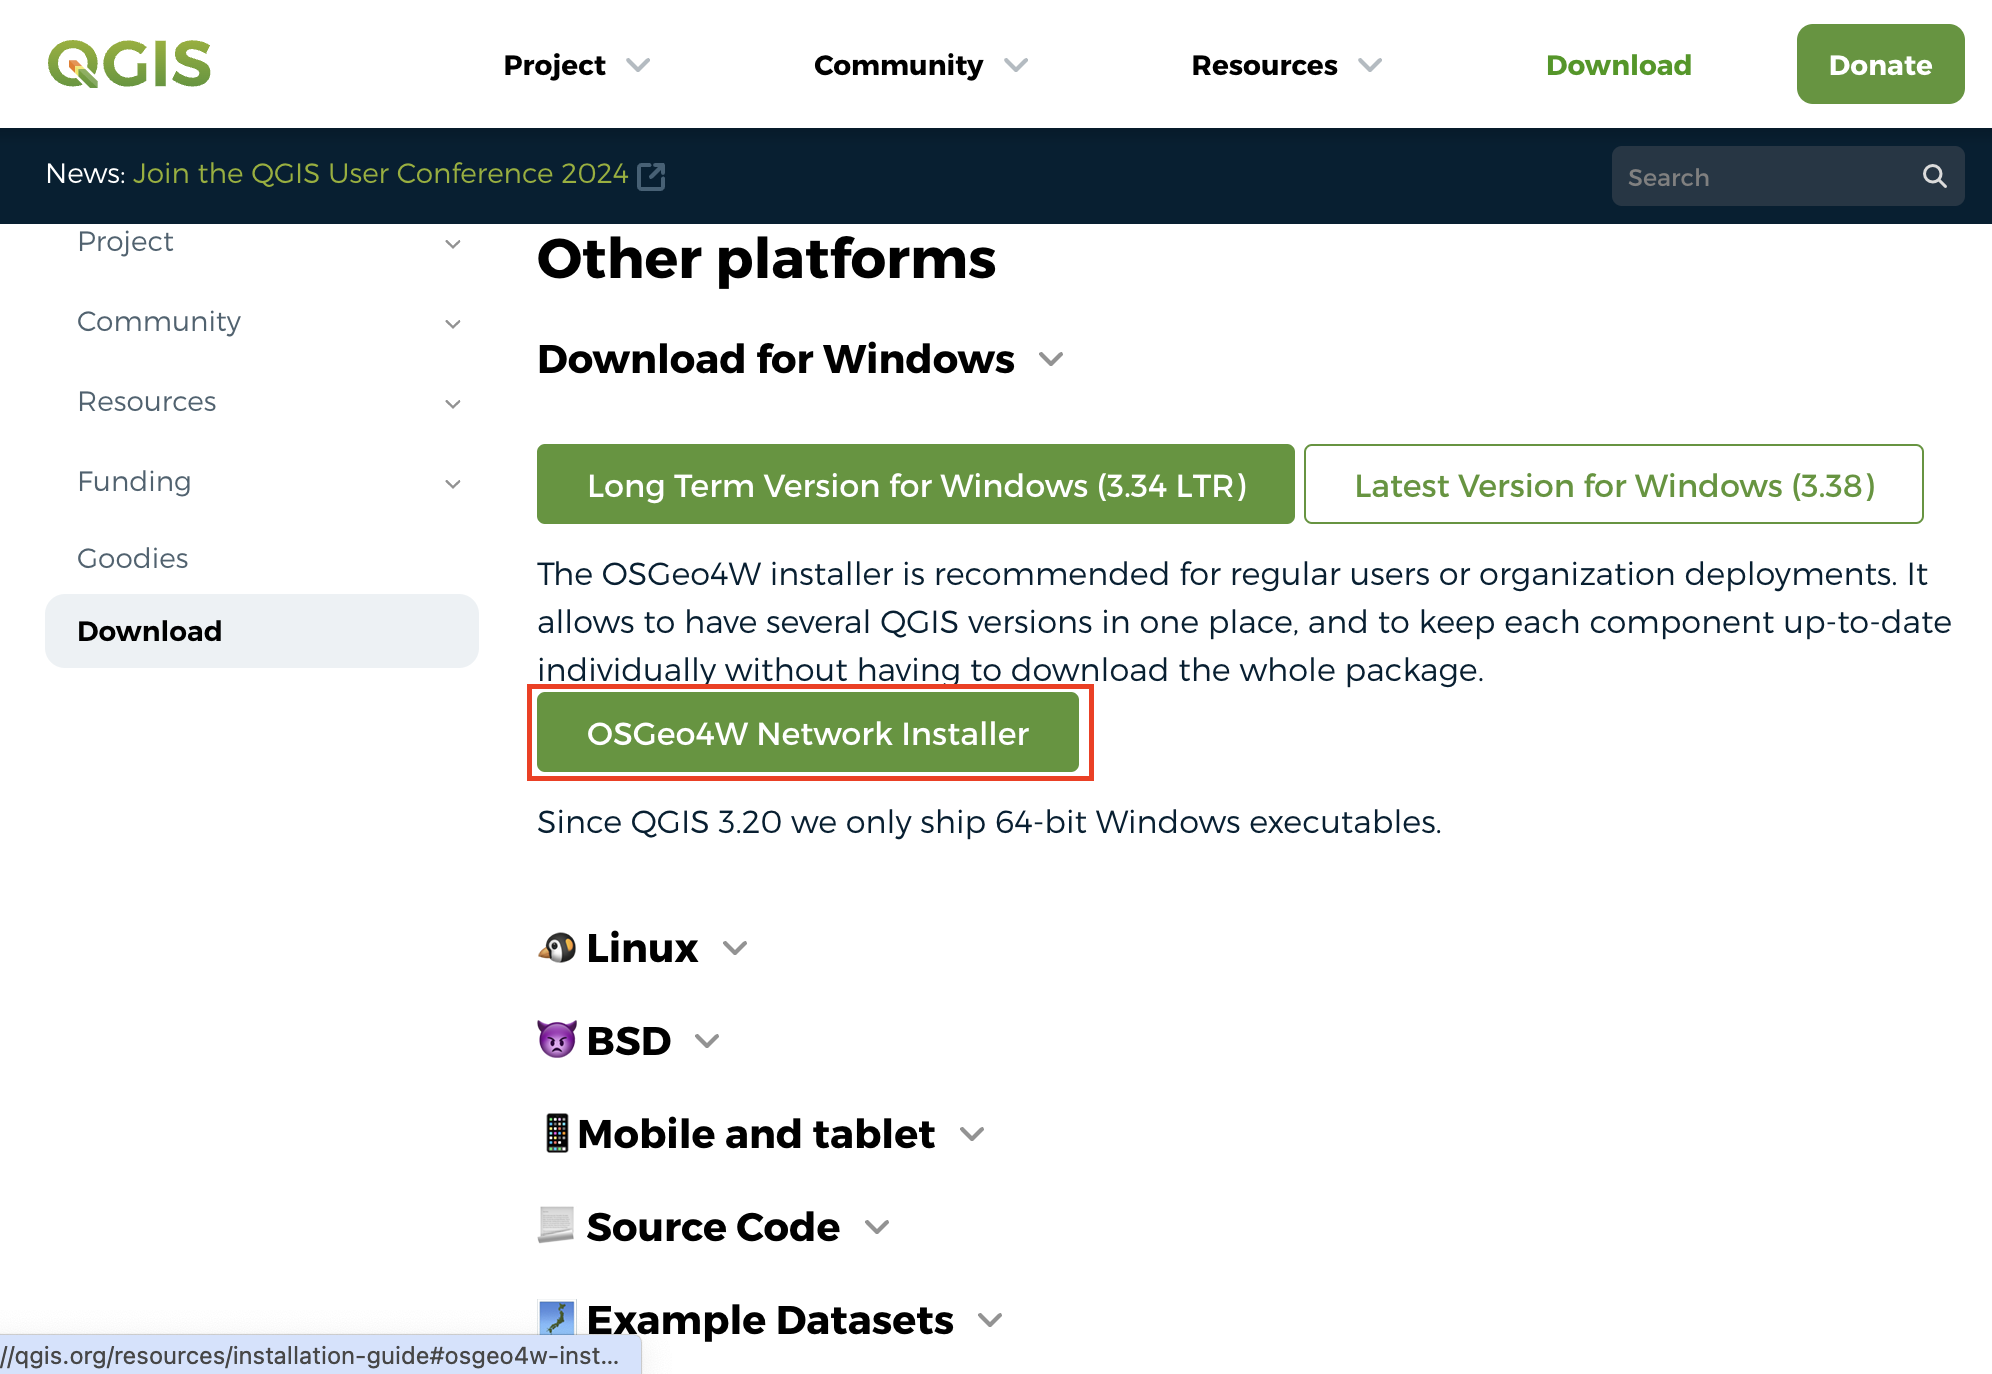 QGIS
Project
Community
Resources
Download
Donate
News: Join the QGIS User Conference 2024
Search
Project
Community
Resources
Funding
Goodies
Download
Other platforms
Download for Windows
Long Term Version for Windows (3.34 LTR)
Latest Version for Windows (3.38)
The OSGeo4W installer is recommended for regular users or organization deployments. It
allows to have several QGIS versions in one place, and to keep each component up-to-date
individually without having to download the whole package.
OSGeo4W Network Installer
Since QGIS 3.20 we only ship 64-bit Windows executables.
Linux
BSD
Mobile and tablet
Source Code
Example Datasets
//qgis.org/resources/installation-guide#osgeo4w-inst...